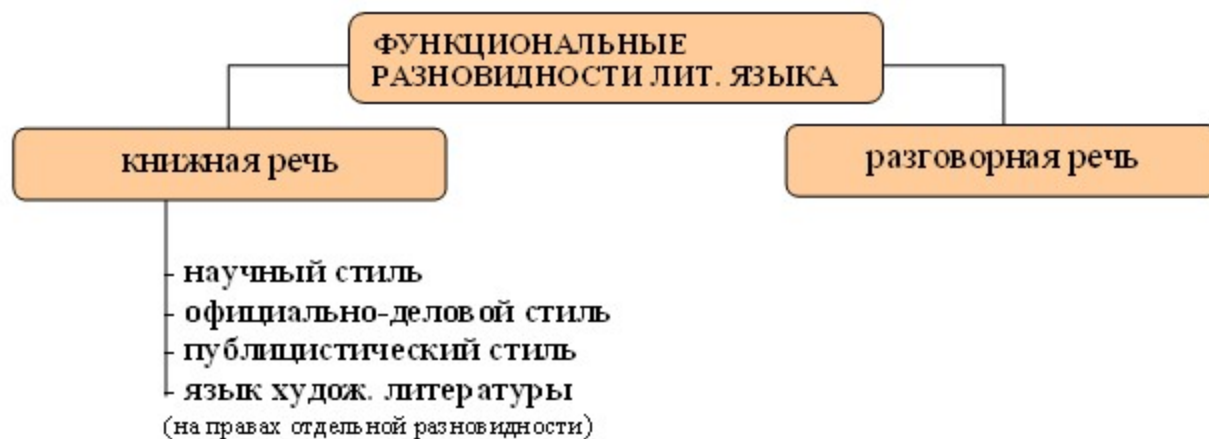 ФУНКЦИОНАЛЬНЫЕ
РАЗНОВИДНОСТИ ЛИТ. ЯЗЫКА
книжная речь
разговорная речь
- научный стиль
- официально-деловой стиль
- публицистический стиль
- язык худож. литературы
(на правах отдельной разновидности)